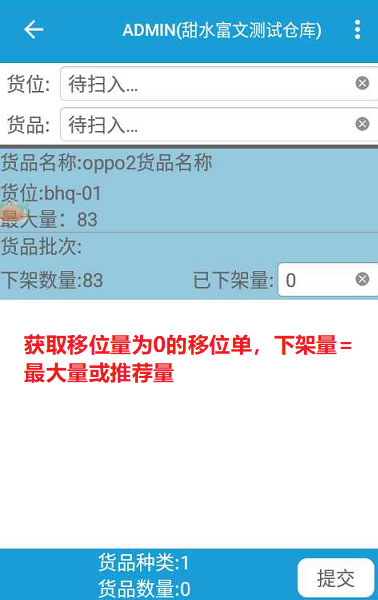 ADMIN(甜水富文测试仓库)
货位: 待扫入...
货品: 待扫入...
货品名称:oppo2货品名称
货位:bhq-01
最大量：83
货品批次:
下架数量:83 已下架量: 0
获取移位量为0的移位单，下架量=
最大量或推荐量
货品种类:1
货品数量:0
提交